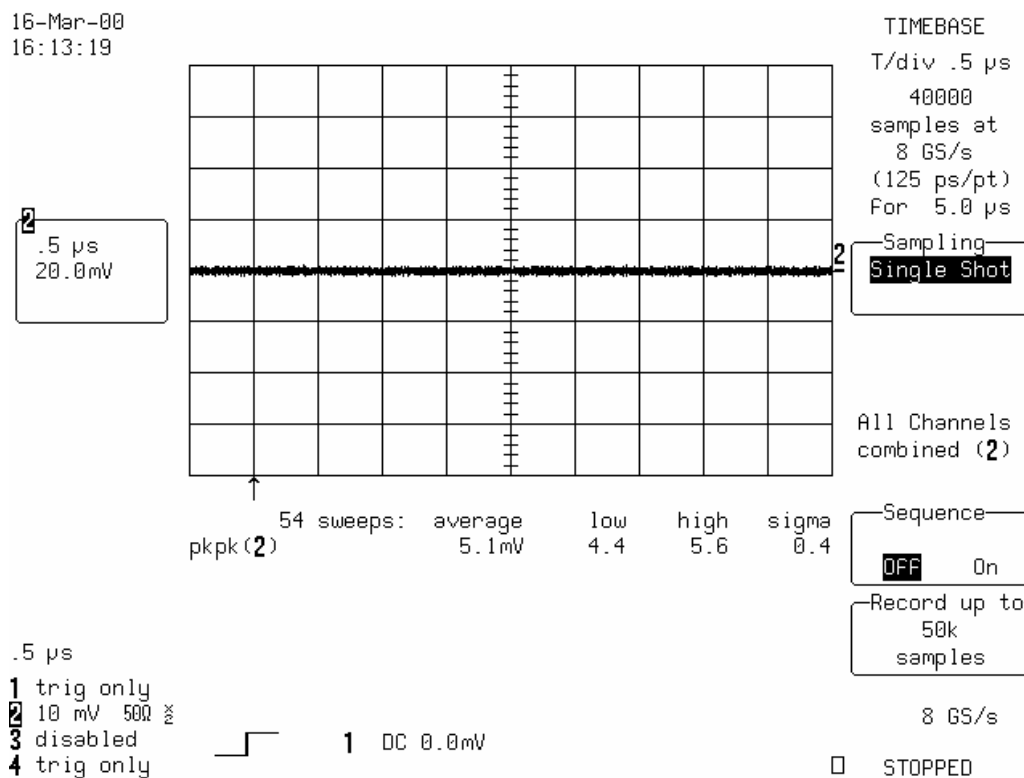 16-Mar-00
16:13:19
TIMEBASE
T/div .5 µs
40000
samples at
8 GS/s
(125 ps/pt)
for 5.0 µs
2
.5 µs
20.0mV
2
Sampling
Single Shot
All Channels
combined (2)
54 sweeps: average low high sigma
pkpk(2) 5.1mV 4.4 5.6 0.4
Sequence
OFF On
Record up to
50k
samples
.5 µs
1 trig only
2 10 mV 50Ω x2
3 disabled
4 trig only
1 DC 0.0mV
8 GS/s
STOPPED